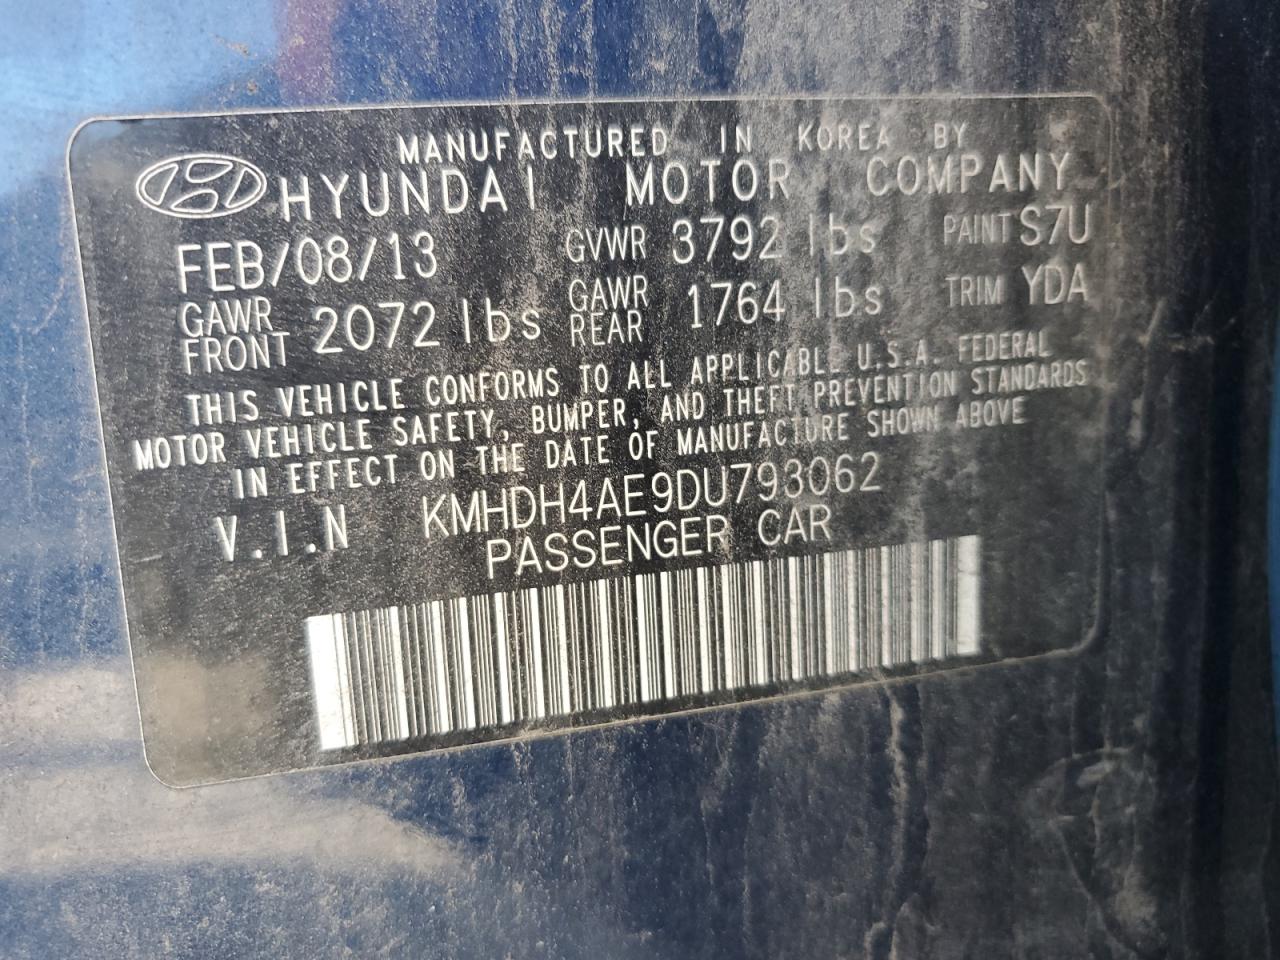 MANUFACTURED IN KOREA BY
HYUNDAI MOTOR COMPANY
FEB/08/13 GVWR 3792 lbs PAINT S7U
GAWR FRONT 2072 lbs GAWR REAR 1764 lbs TRIM YDA
THIS VEHICLE CONFORMS TO ALL APPLICABLE U.S.A. FEDERAL
MOTOR VEHICLE SAFETY, BUMPER, AND THEFT PREVENTION STANDARDS
IN EFFECT ON THE DATE OF MANUFACTURE SHOWN ABOVE
V.I.N KMHDH4AE9DU793062
PASSENGER CAR